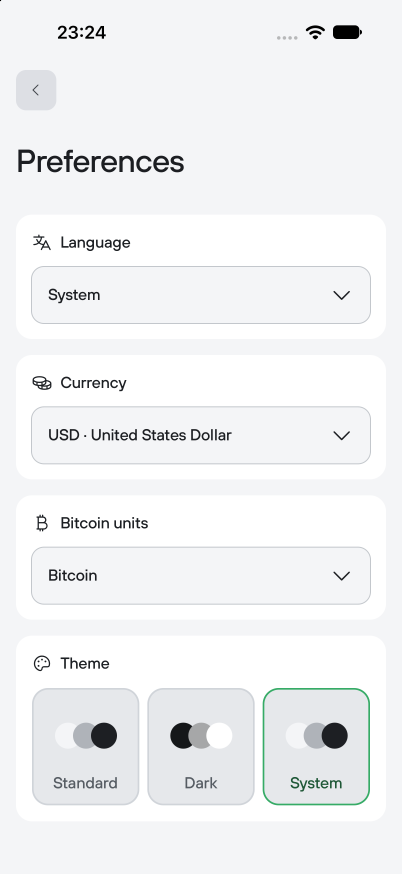 23:24
Preferences
Language
System
Currency
USD · United States Dollar
Bitcoin units
Bitcoin
Theme
Standard
Dark
System